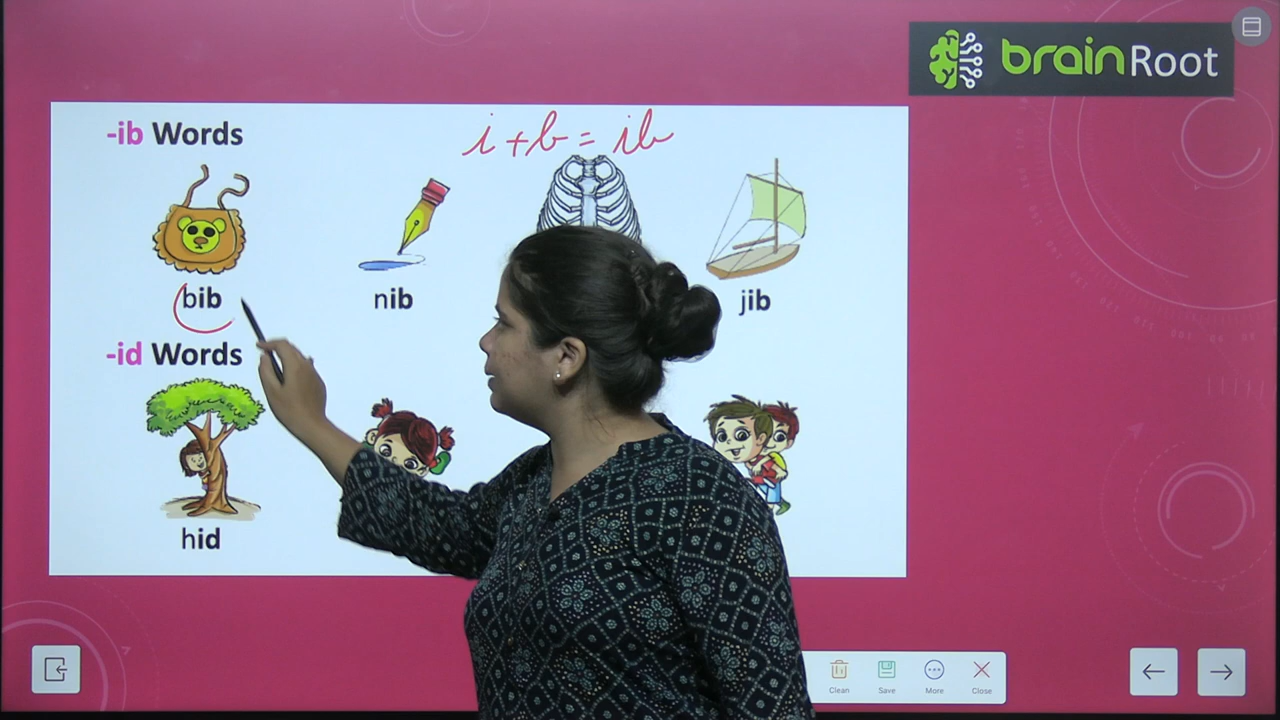 brainRoot
-ib Words
i + b = ib
bib
nib
jib
-id Words
hid
Clean
Save
More
Close